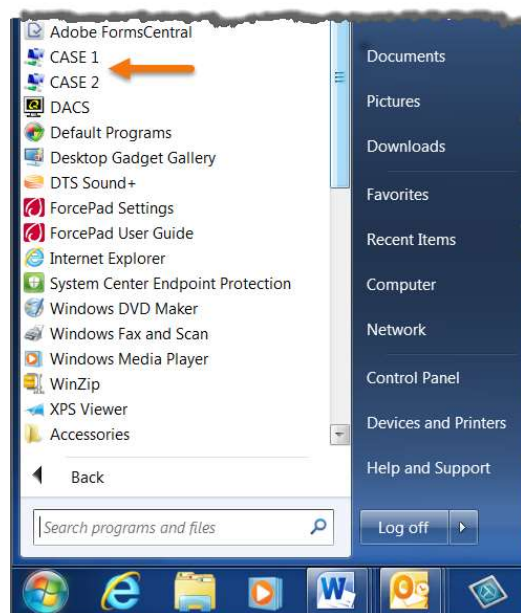 Adobe FormsCentral
CASE 1
CASE 2
DACS
Default Programs
Desktop Gadget Gallery
DTS Sound+
ForcePad Settings
ForcePad User Guide
Internet Explorer
System Center Endpoint Protection
Windows DVD Maker
Windows Fax and Scan
Windows Media Player
WinZip
XPS Viewer
Accessories
Back
Search programs and files
Documents
Pictures
Downloads
Favorites
Recent Items
Computer
Network
Control Panel
Devices and Printers
Help and Support
Log off